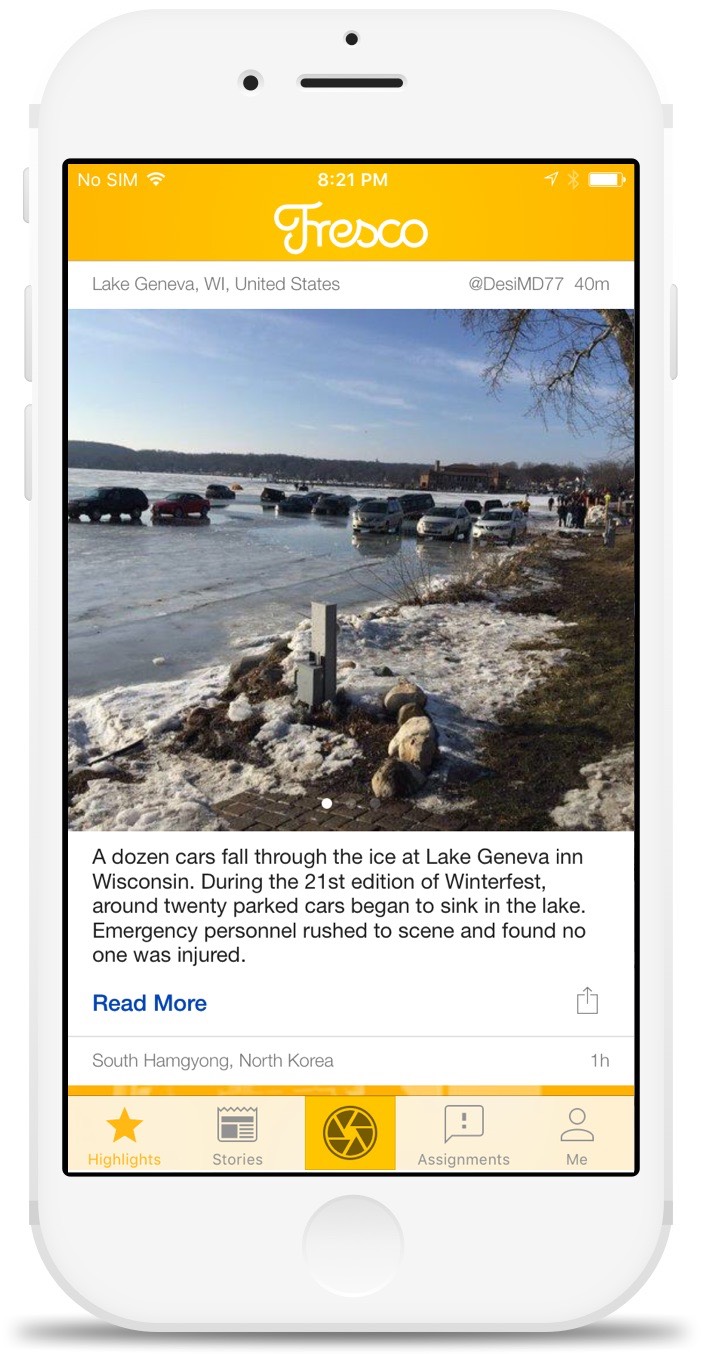 No SIM 8:21 PM
Fresco
Lake Geneva, WI, United States @DesiMD77 40m
A dozen cars fall through the ice at Lake Geneva inn
Wisconsin. During the 21st edition of Winterfest,
around twenty parked cars began to sink in the lake.
Emergency personnel rushed to scene and found no
one was injured.
Read More
South Hamgyong, North Korea 1h
Highlights Stories Assignments Me